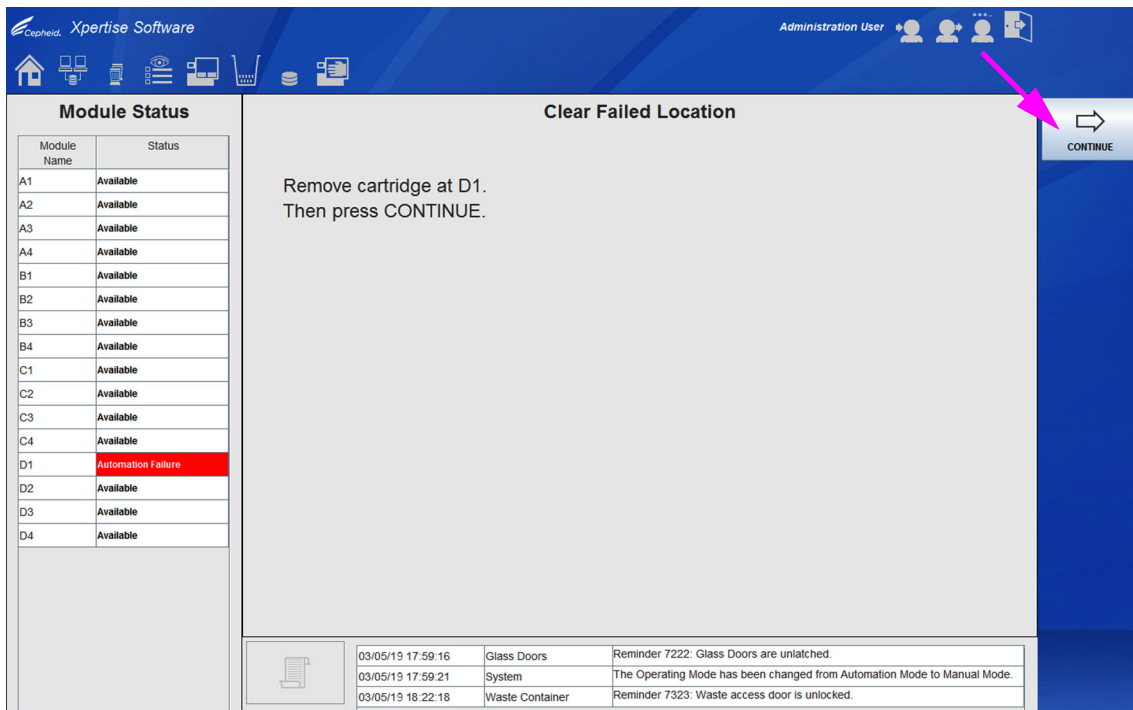 Cepheid. Xpertise Software
Administration User
Module Status
Module Name Status
A1 Available
A2 Available
A3 Available
A4 Available
B1 Available
B2 Available
B3 Available
B4 Available
C1 Available
C2 Available
C3 Available
C4 Available
D1 Automation Failure
D2 Available
D3 Available
D4 Available
Clear Failed Location
Remove cartridge at D1.
Then press CONTINUE.
CONTINUE
03/05/19 17:59:16 Glass Doors Reminder 7222: Glass Doors are unlatched.
03/05/19 17:59:21 System The Operating Mode has been changed from Automation Mode to Manual Mode.
03/05/19 18:22:18 Waste Container Reminder 7323: Waste access door is unlocked.